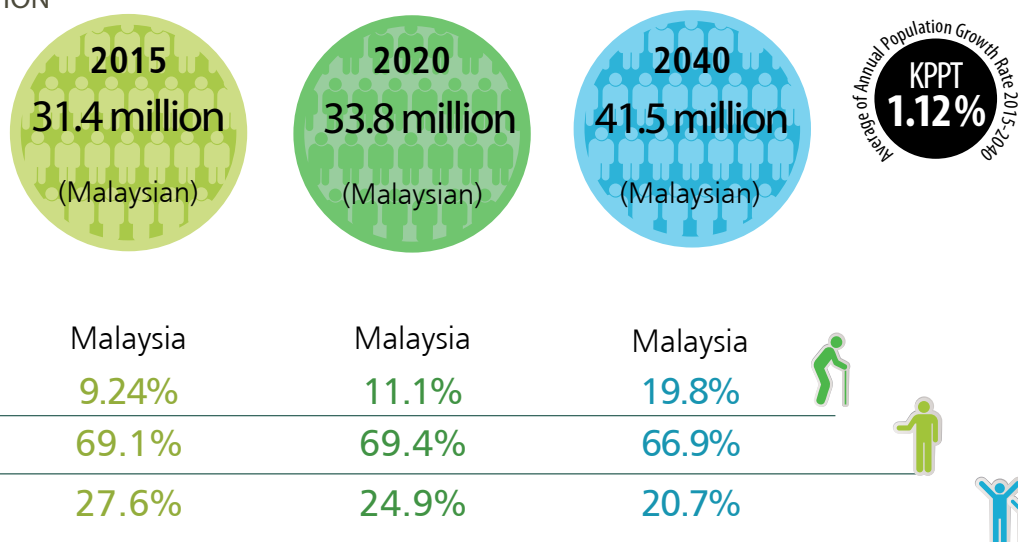 2015
31.4 million
(Malaysian)
2020
33.8 million
(Malaysian)
2040
41.5 million
(Malaysian)
Average of Annual Population Growth Rate 2015-2040
KPPT
1.12%
Malaysia Malaysia Malaysia
9.24% 11.1% 19.8%
69.1% 69.4% 66.9%
27.6% 24.9% 20.7%